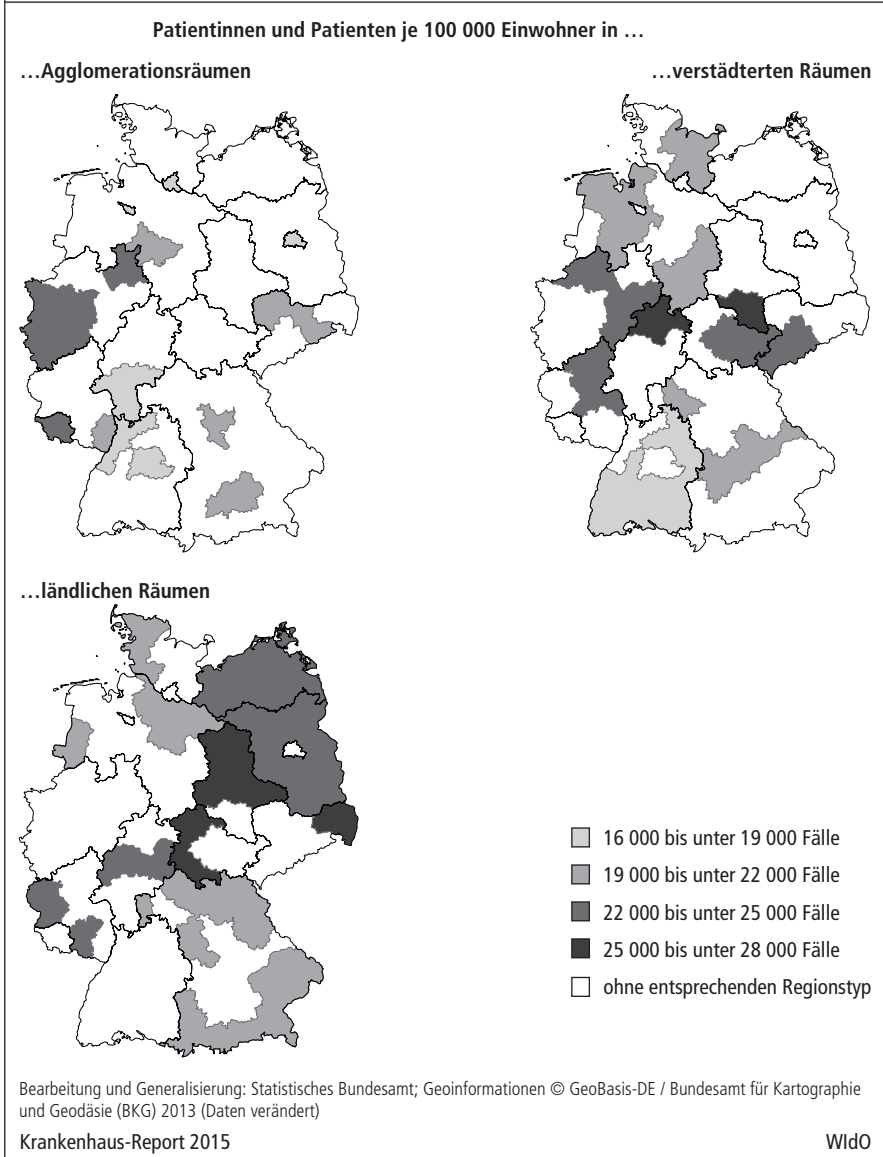 Patientinnen und Patienten je 100 000 Einwohner in …
…Agglomerationsräumen
…verstädterten Räumen
…ländlichen Räumen
16 000 bis unter 19 000 Fälle
19 000 bis unter 22 000 Fälle
22 000 bis unter 25 000 Fälle
25 000 bis unter 28 000 Fälle
ohne entsprechenden Regionstyp
Bearbeitung und Generalisierung: Statistisches Bundesamt; Geoinformationen © GeoBasis-DE / Bundesamt für Kartographie
und Geodäsie (BKG) 2013 (Daten verändert)
Krankenhaus-Report 2015
WIdO